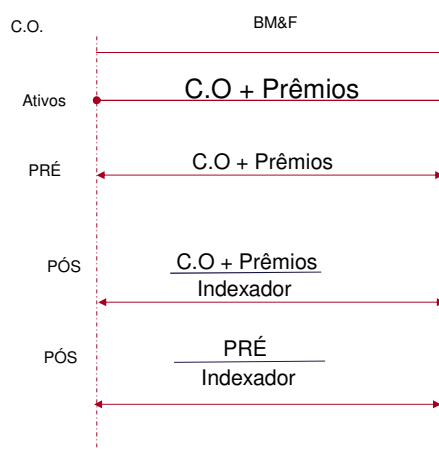 C.O.
BM&F
Ativos
C.O + Prêmios
PRÉ
C.O + Prêmios
PÓS
C.O + Prêmios
Indexador
PÓS
PRÉ
Indexador